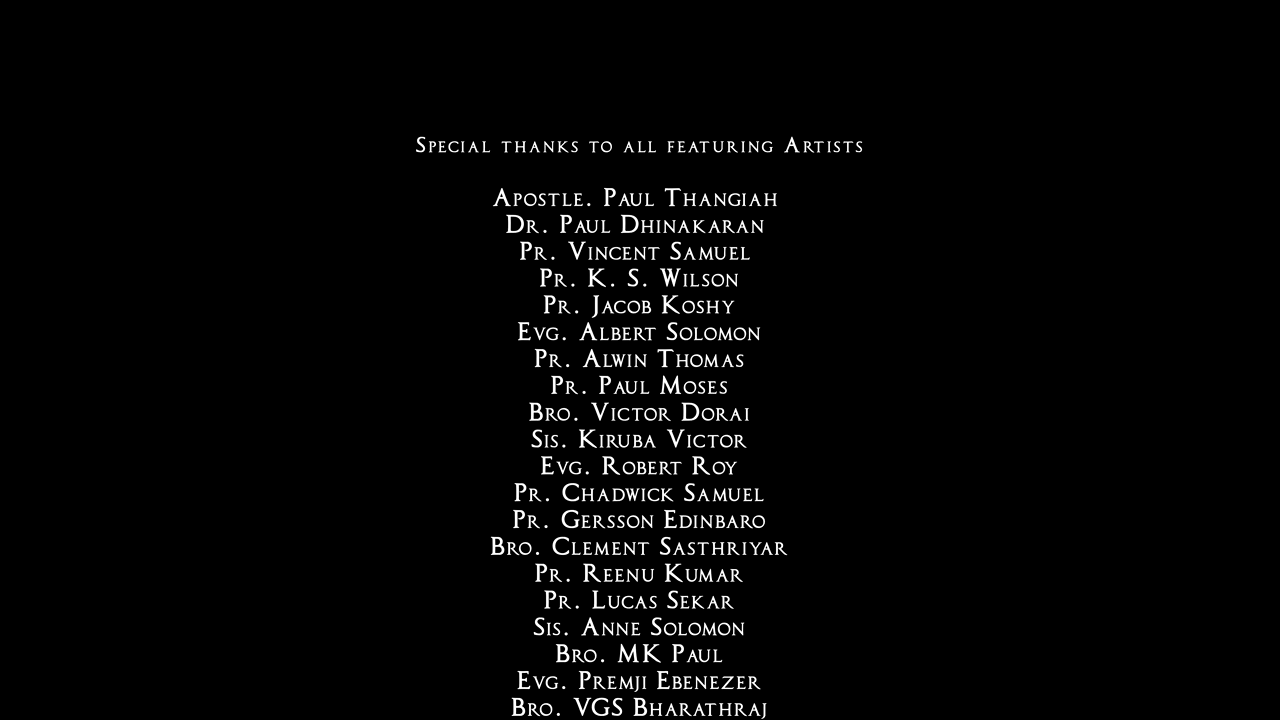 Special thanks to all featuring Artists
Apostle. Paul Thangiah
Dr. Paul Dhinakaran
Pr. Vincent Samuel
Pr. K. S. Wilson
Pr. Jacob Koshy
Evg. Albert Solomon
Pr. Alwin Thomas
Pr. Paul Moses
Bro. Victor Dorai
Sis. Kiruba Victor
Evg. Robert Roy
Pr. Chadwick Samuel
Pr. Gersson Edinbaro
Bro. Clement Sasthriyar
Pr. Reenu Kumar
Pr. Lucas Sekar
Sis. Anne Solomon
Bro. MK Paul
Evg. Premji Ebenezer
Bro. VGS Bharathraj